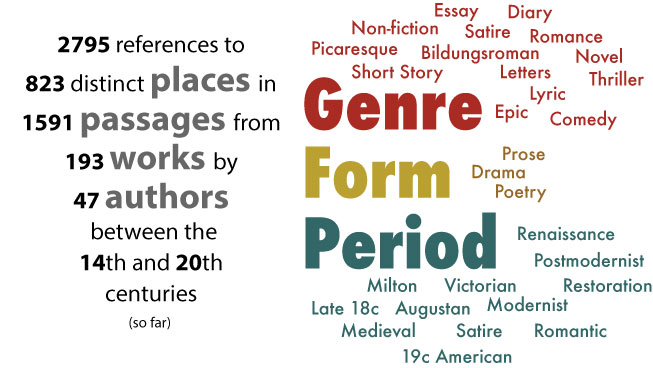 2795 references to
823 distinct places in
1591 passages from
193 works by
47 authors
between the
14th and 20th
centuries
(so far)
Essay Diary
Non-fiction Satire Romance
Picaresque Bildungsroman Novel
Short Story Letters Thriller
Lyric
Genre Epic Comedy
Prose
Form Drama
Poetry
Period Renaissance
Postmodernist
Milton Victorian Restoration
Late 18c Augustan Modernist
Medieval Satire Romantic
19c American